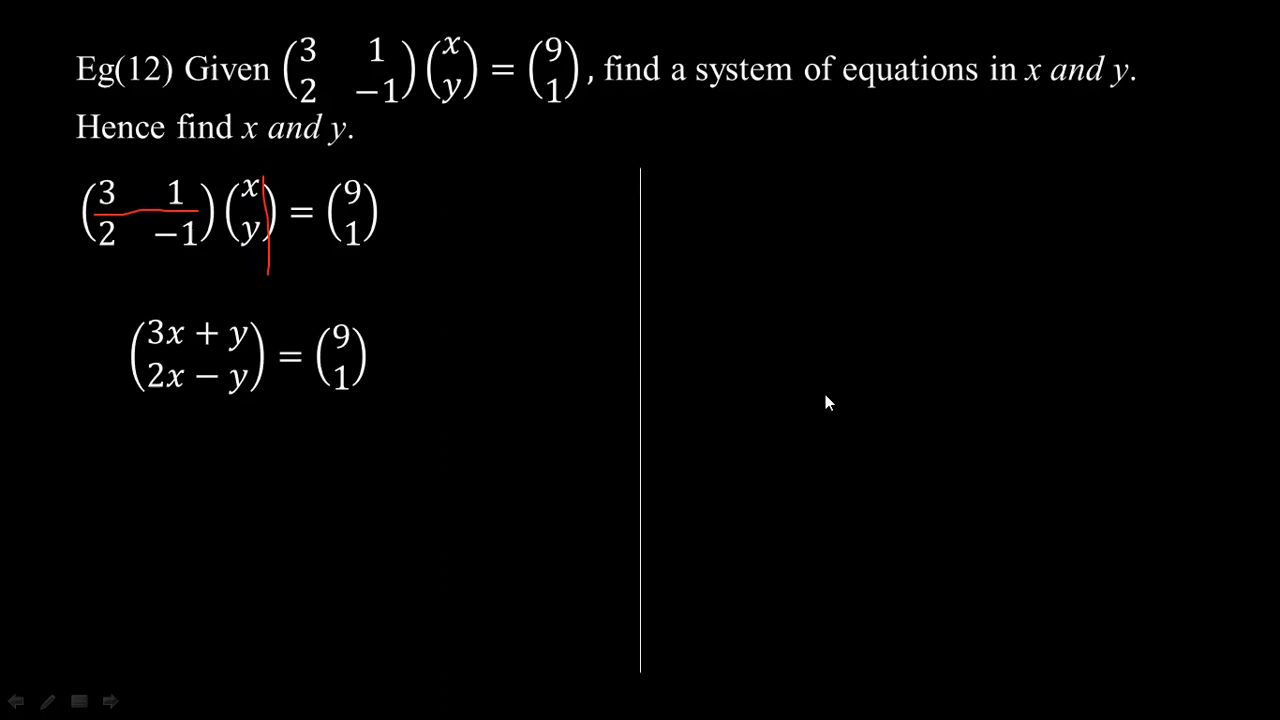 Eg(12) Given (3 1 2 −1)(x y) = (9 1), find a system of equations in x and y.
Hence find x and y.
(3 1 2 −1)(x y) = (9 1)
(3x + y 2x − y) = (9 1)